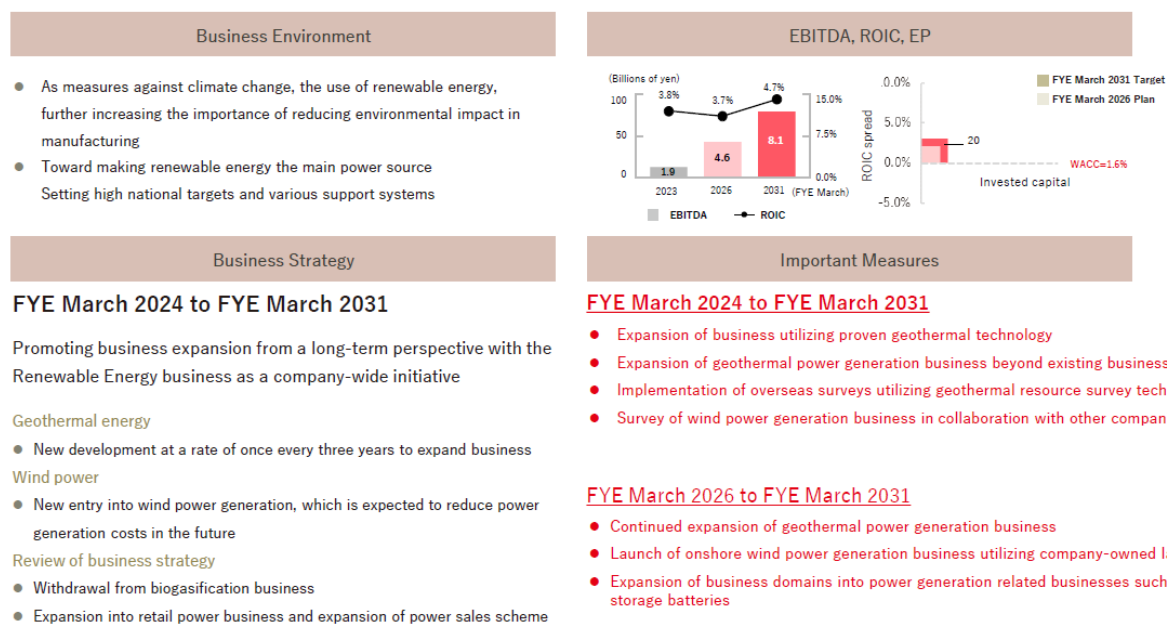 Business Environment
● As measures against climate change, the use of renewable energy,
further increasing the importance of reducing environmental impact in
manufacturing
● Toward making renewable energy the main power source
Setting high national targets and various support systems
EBITDA, ROIC, EP
(Billions of yen)
100
50
0
3.8%
3.7%
4.7%
1.9
4.6
8.1
15.0%
7.5%
0.0%
2023 2026 2031 (FYE March)
EBITDA ROIC
ROIC spread
.0.0%
5.0%
0.0%
-5.0%
20
WACC=1.6%
Invested capital
FYE March 2031 Target
FYE March 2026 Plan
Business Strategy
FYE March 2024 to FYE March 2031
Promoting business expansion from a long-term perspective with the
Renewable Energy business as a company-wide initiative
Geothermal energy
● New development at a rate of once every three years to expand business
Wind power
● New entry into wind power generation, which is expected to reduce power
generation costs in the future
Review of business strategy
● Withdrawal from biogasification business
● Expansion into retail power business and expansion of power sales scheme
Important Measures
FYE March 2024 to FYE March 2031
● Expansion of business utilizing proven geothermal technology
● Expansion of geothermal power generation business beyond existing business
● Implementation of overseas surveys utilizing geothermal resource survey tech
● Survey of wind power generation business in collaboration with other compan
FYE March 2026 to FYE March 2031
● Continued expansion of geothermal power generation business
● Launch of onshore wind power generation business utilizing company-owned l
● Expansion of business domains into power generation related businesses such
storage batteries